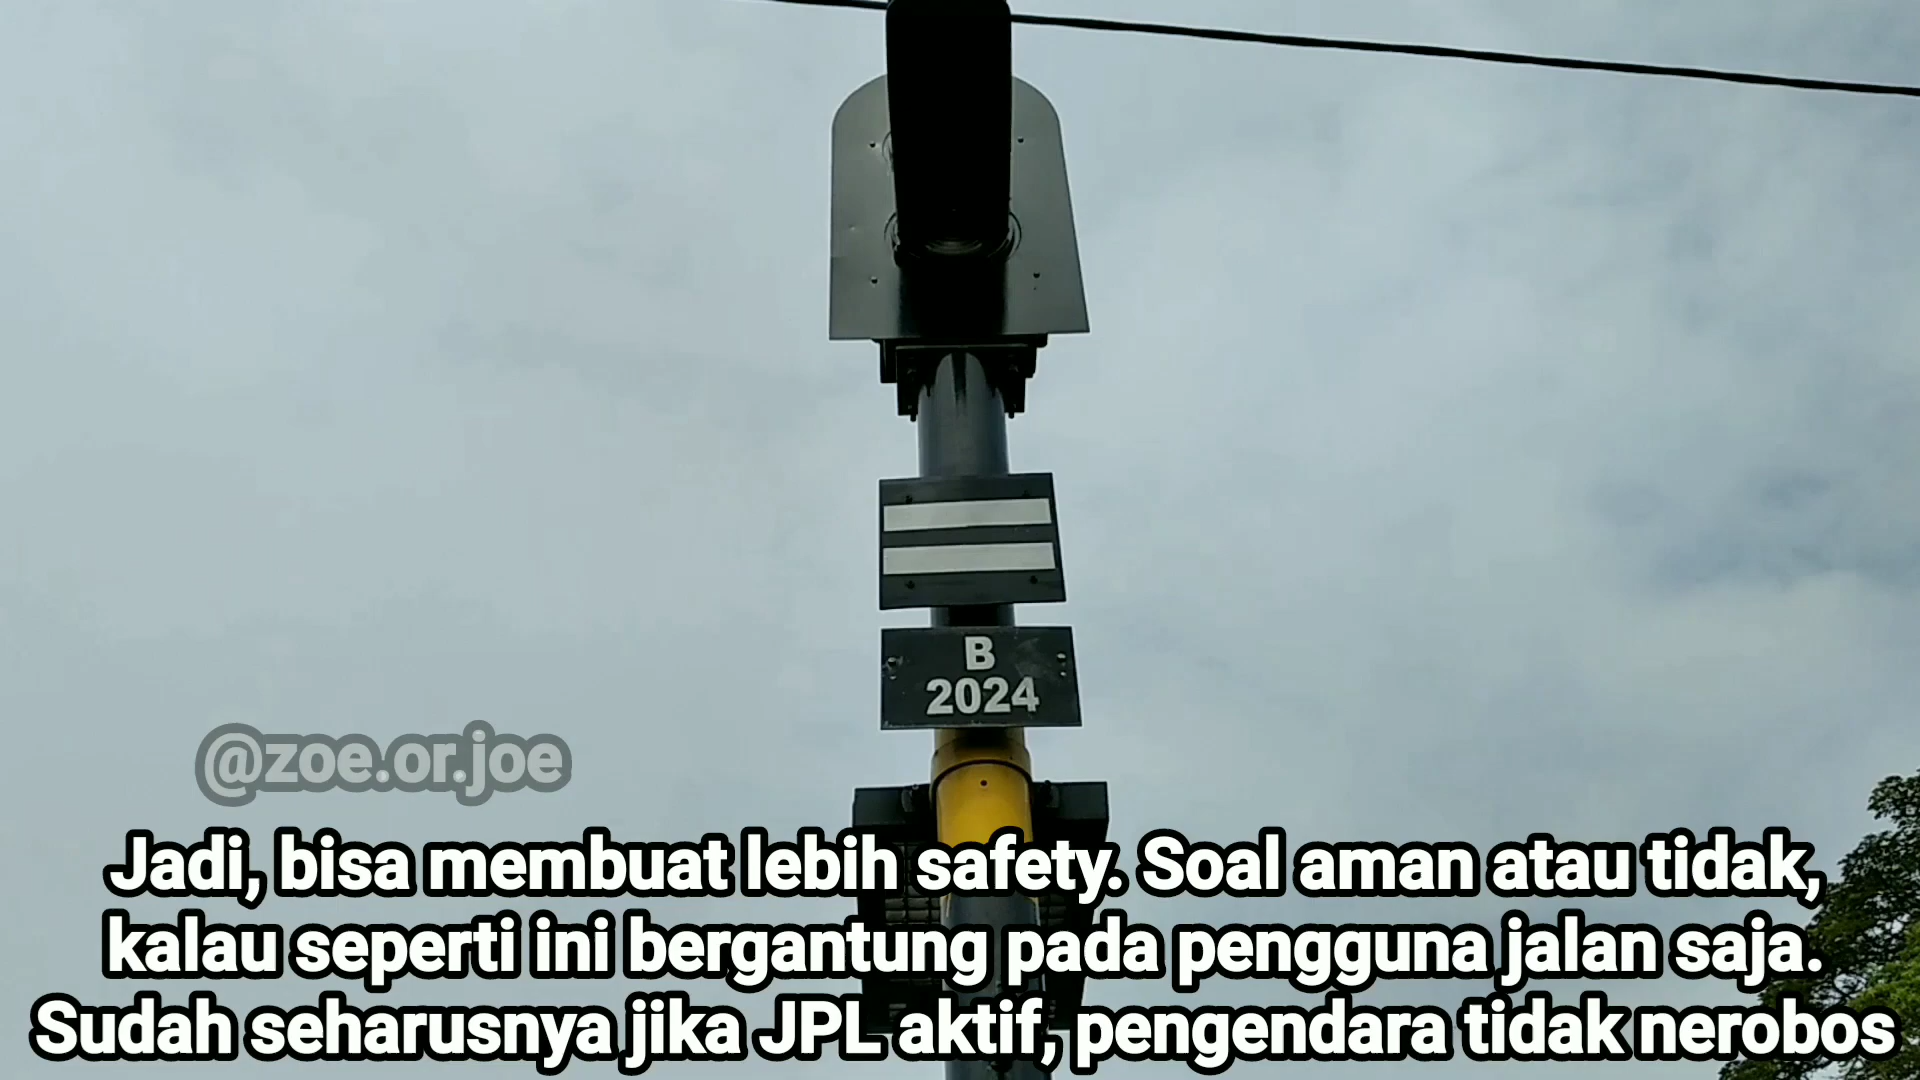 B
2024
@zoe.or.joe
Jadi, bisa membuat lebih safety. Soal aman atau tidak,
kalau seperti ini bergantung pada pengguna jalan saja.
Sudah seharusnya jika JPL aktif, pengendara tidak nerobos